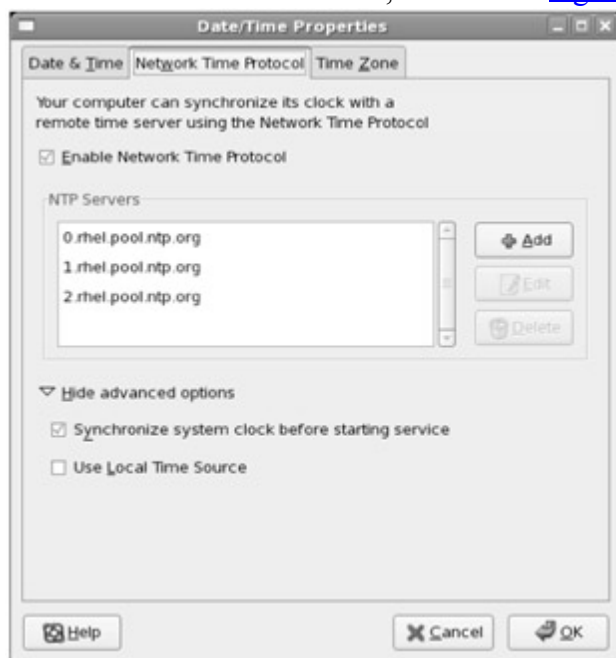 Date/Time Properties
Date & Time Network Time Protocol Time Zone
Your computer can synchronize its clock with a
remote time server using the Network Time Protocol
Enable Network Time Protocol
NTP Servers
0.rhel.pool.ntp.org
1.rhel.pool.ntp.org
2.rhel.pool.ntp.org
Add
Edit
Delete
Hide advanced options
Synchronize system clock before starting service
Use Local Time Source
Help
Cancel
OK